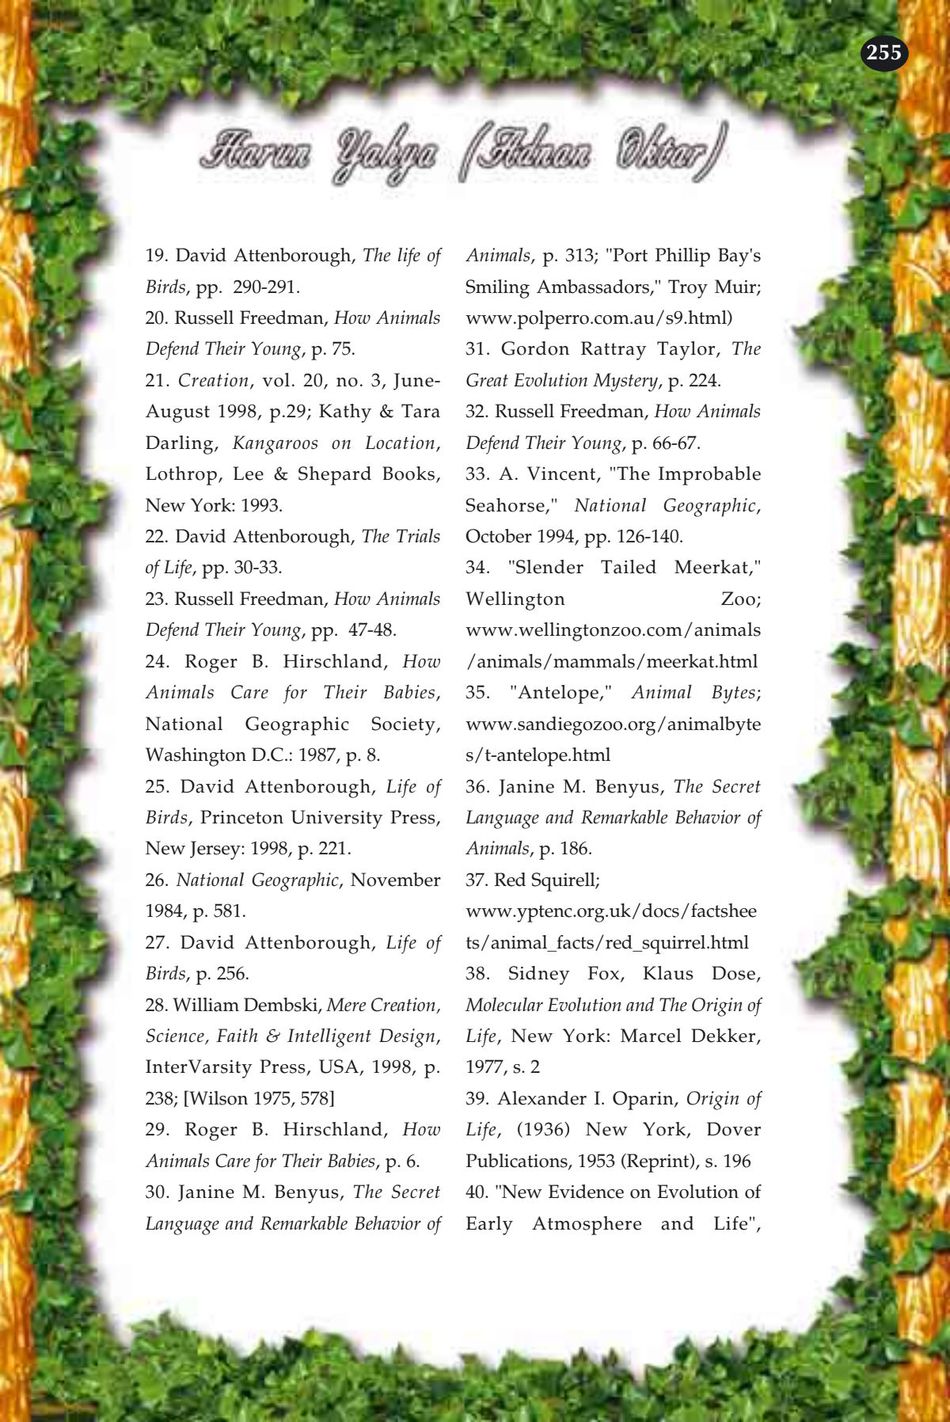 255
Harun Yahya (Adnan Oktar)
19. David Attenborough, The life of
Birds, pp. 290-291.
20. Russell Freedman, How Animals
Defend Their Young, p. 75.
21. Creation, vol. 20, no. 3, June-
August 1998, p.29; Kathy & Tara
Darling, Kangaroos on Location,
Lothrop, Lee & Shepard Books,
New York: 1993.
22. David Attenborough, The Trials
of Life, pp. 30-33.
23. Russell Freedman, How Animals
Defend Their Young, pp. 47-48.
24. Roger B. Hirschland, How
Animals Care for Their Babies,
National Geographic Society,
Washington D.C.: 1987, p. 8.
25. David Attenborough, Life of
Birds, Princeton University Press,
New Jersey: 1998, p. 221.
26. National Geographic, November
1984, p. 581.
27. David Attenborough, Life of
Birds, p. 256.
28. William Dembski, Mere Creation,
Science, Faith & Intelligent Design,
InterVarsity Press, USA, 1998, p.
238; [Wilson 1975, 578]
29. Roger B. Hirschland, How
Animals Care for Their Babies, p. 6.
30. Janine M. Benyus, The Secret
Language and Remarkable Behavior of
Animals, p. 313; "Port Phillip Bay's
Smiling Ambassadors," Troy Muir;
www.polperro.com.au/s9.html)
31. Gordon Rattray Taylor, The
Great Evolution Mystery, p. 224.
32. Russell Freedman, How Animals
Defend Their Young, p. 66-67.
33. A. Vincent, "The Improbable
Seahorse," National Geographic,
October 1994, pp. 126-140.
34. "Slender Tailed Meerkat,"
Wellington Zoo;
www.wellingtonzoo.com/animals
/animals/mammals/meerkat.html
35. "Antelope," Animal Bytes;
www.sandiegozoo.org/animalbyte
s/t-antelope.html
36. Janine M. Benyus, The Secret
Language and Remarkable Behavior of
Animals, p. 186.
37. Red Squirell;
www.yptenc.org.uk/docs/factshee
ts/animal_facts/red_squirrel.html
38. Sidney Fox, Klaus Dose,
Molecular Evolution and The Origin of
Life, New York: Marcel Dekker,
1977, s. 2
39. Alexander I. Oparin, Origin of
Life, (1936) New York, Dover
Publications, 1953 (Reprint), s. 196
40. "New Evidence on Evolution of
Early Atmosphere and Life",